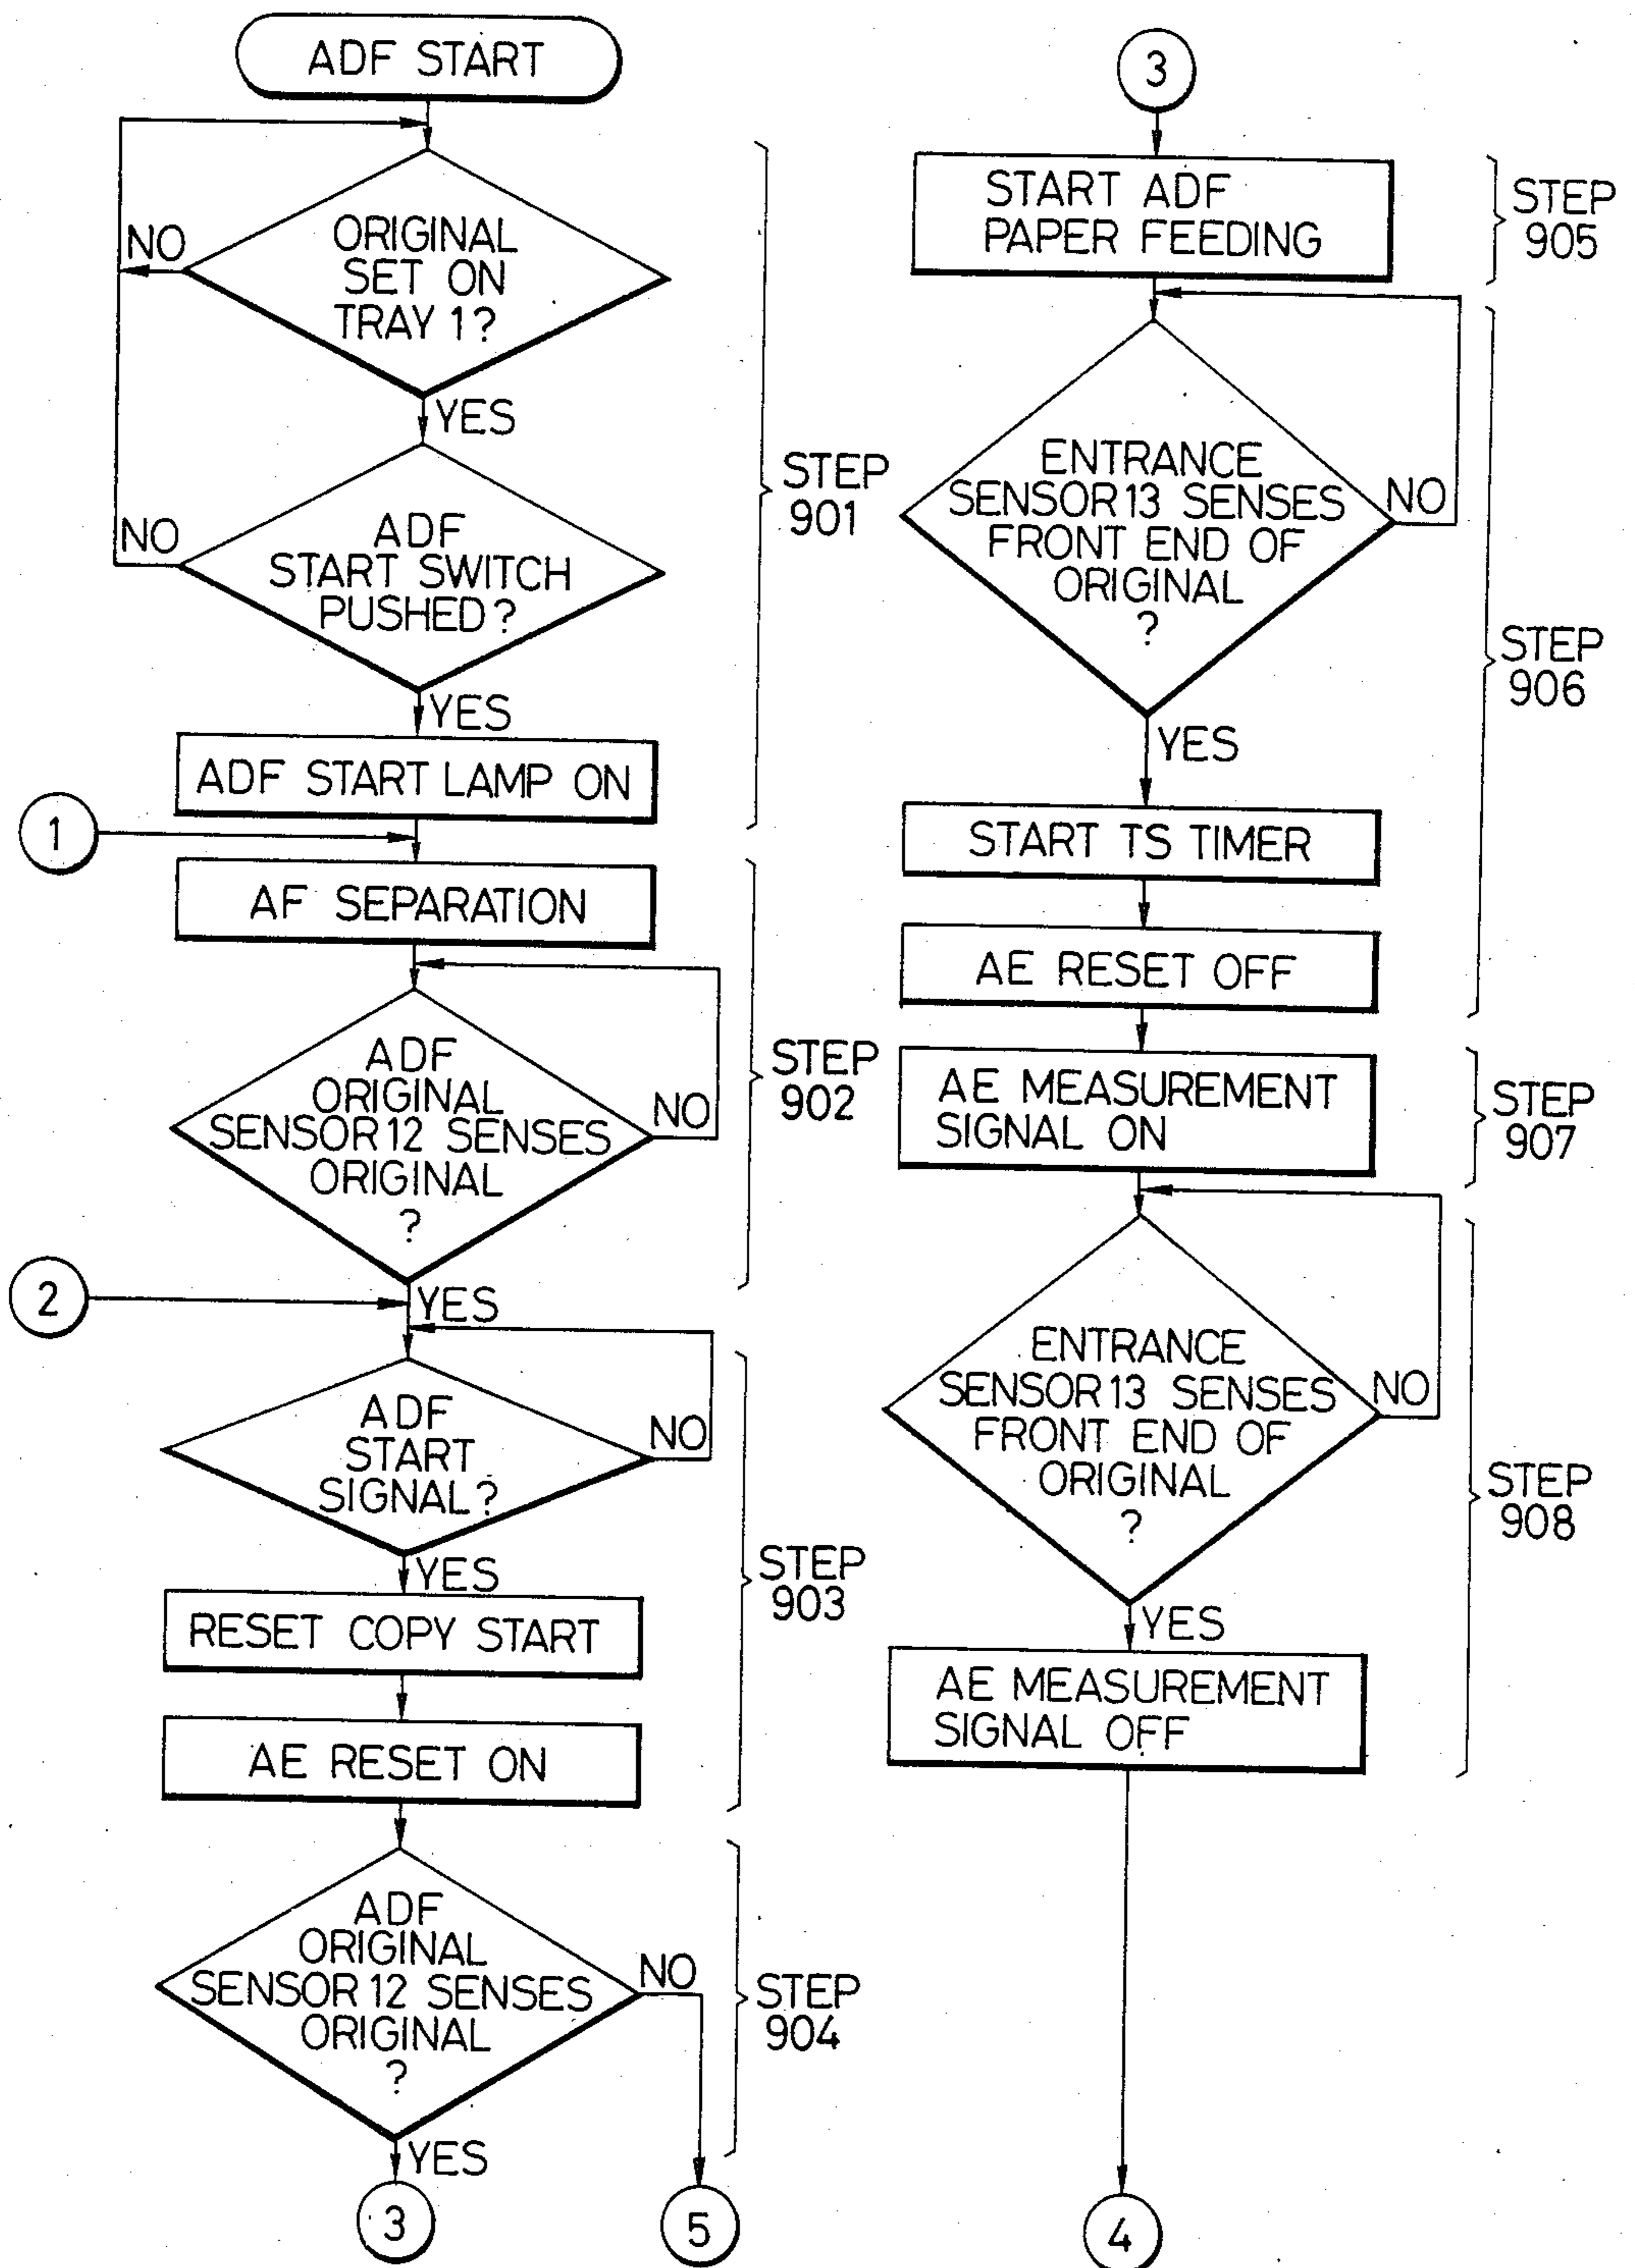 ADF START
NO
ORIGINAL
SET ON
TRAY 1?
YES
NO
ADF
START SWITCH
PUSHED?
YES
ADF START LAMP ON
STEP
901
1
AF SEPARATION
ADF
ORIGINAL
SENSOR 12 SENSES
ORIGINAL
?
NO
STEP
902
2
YES
ADF
START
SIGNAL?
NO
YES
RESET COPY START
AE RESET ON
STEP
903
ADF
ORIGINAL
SENSOR 12 SENSES
ORIGINAL
?
NO
STEP
904
YES
3
5
3
START ADF
PAPER FEEDING
STEP
905
ENTRANCE
SENSOR 13 SENSES
FRONT END OF
ORIGINAL
?
NO
YES
START TS TIMER
AE RESET OFF
STEP
906
AE MEASUREMENT
SIGNAL ON
STEP
907
ENTRANCE
SENSOR 13 SENSES
FRONT END OF
ORIGINAL
?
NO
YES
AE MEASUREMENT
SIGNAL OFF
STEP
908
4